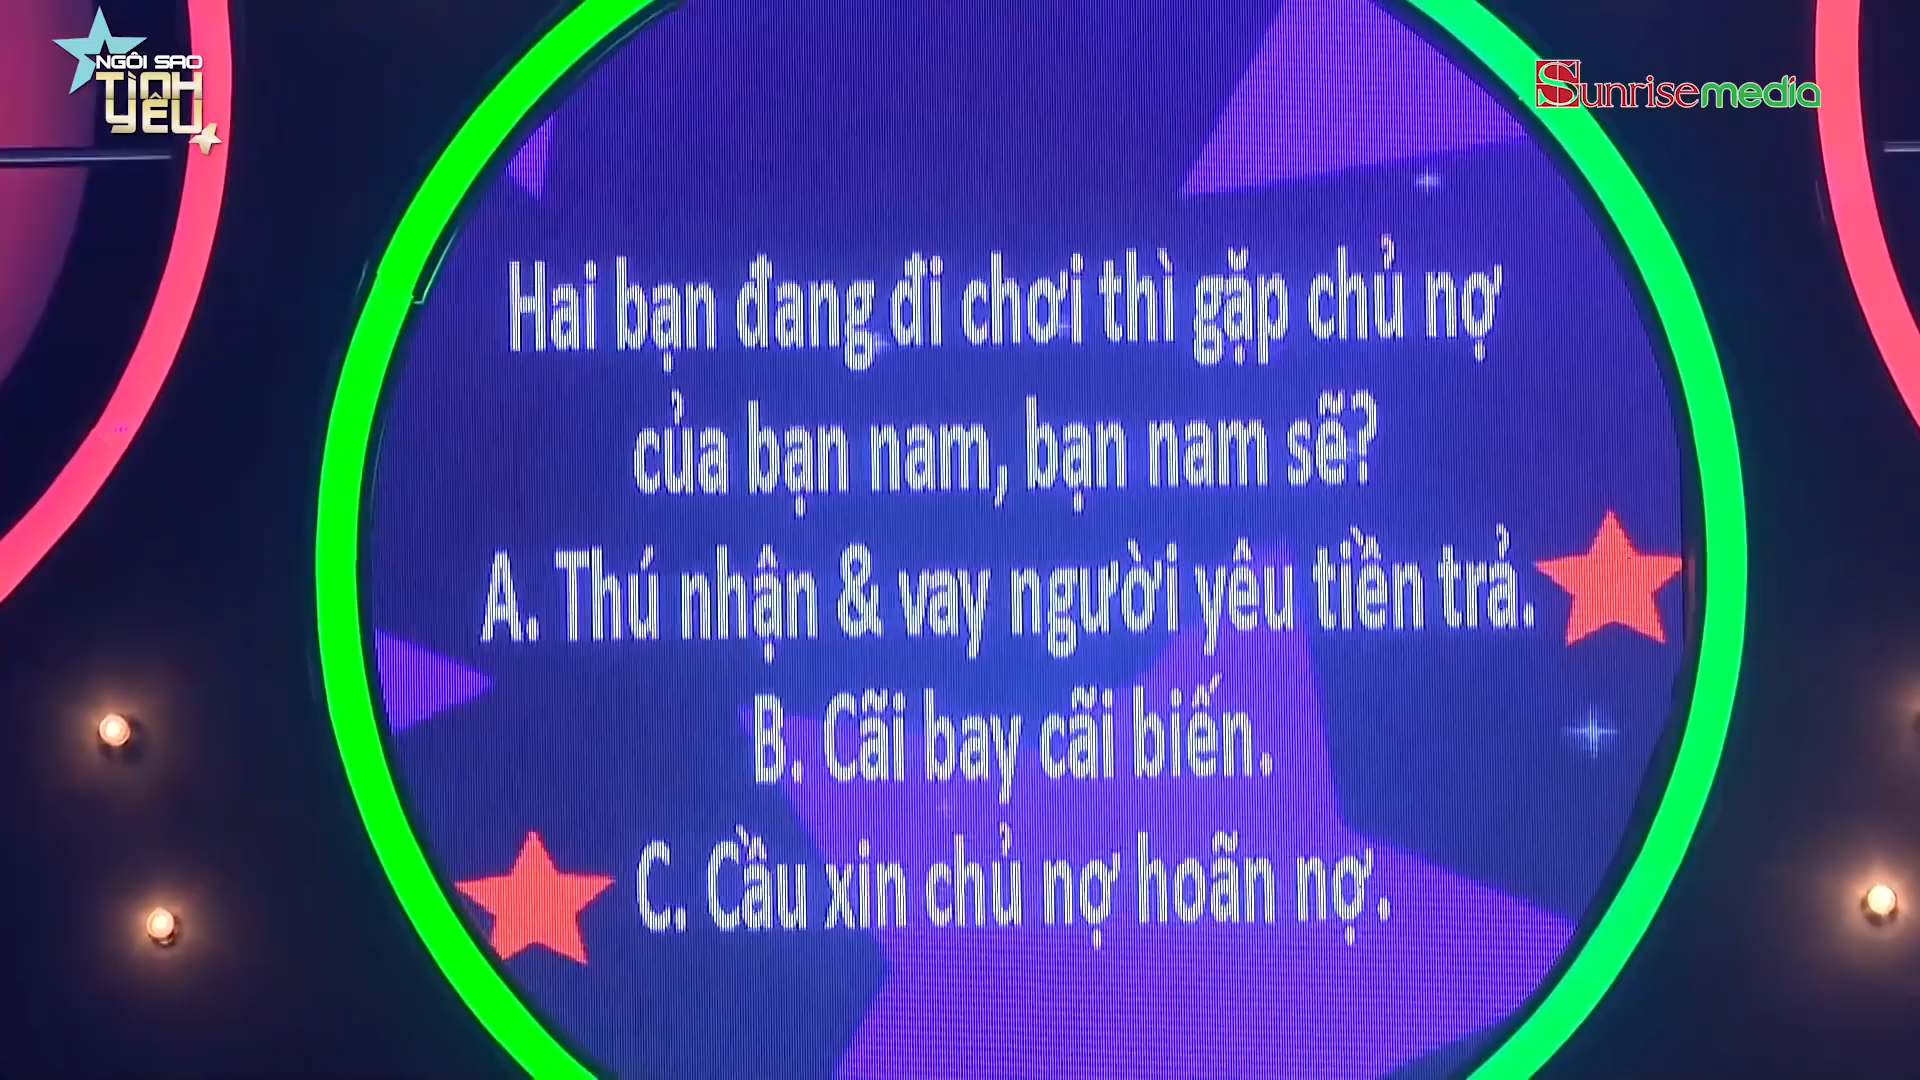 NGÔI SAO
TÌNH
YÊU
Sunrisemedia
Hai bạn đang đi chơi thì gặp chủ nợ
của bạn nam, bạn nam sẽ?
A. Thú nhận & vay người yêu tiền trả.
B. Cãi bay cãi biến.
C. Cầu xin chủ nợ hoãn nợ.